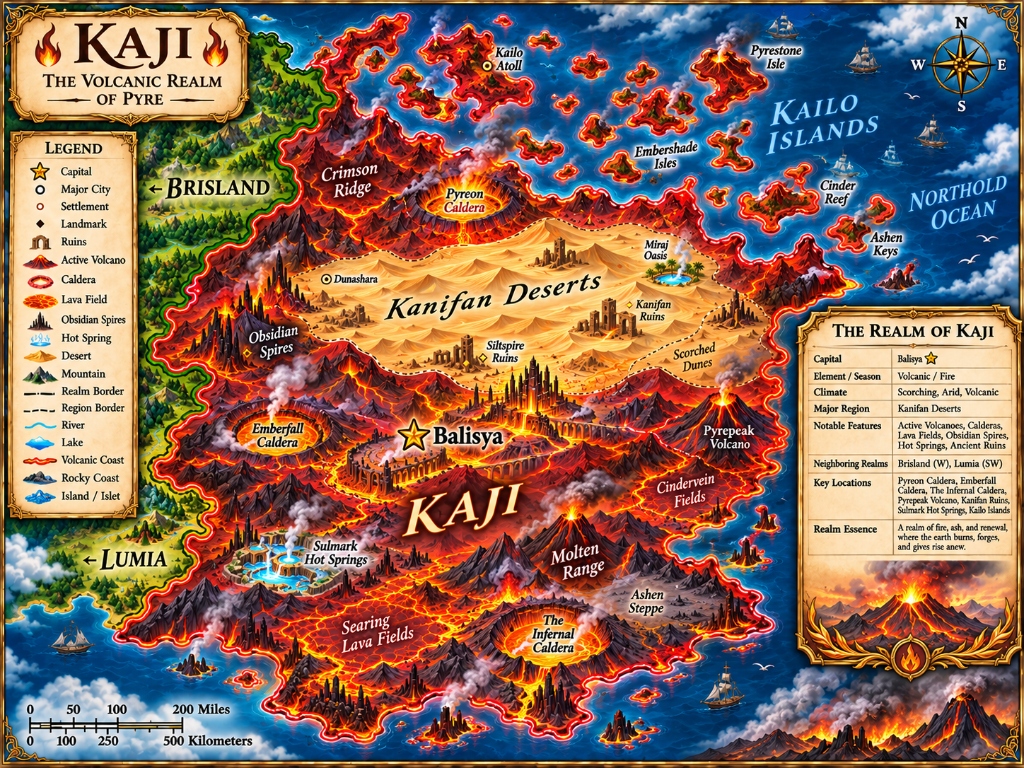 KAJI
THE VOLCANIC REALM
OF PYRE
LEGEND
Capital
Major City
Settlement
Landmark
Ruins
Active Volcano
Caldera
Lava Field
Obsidian Spires
Hot Spring
Desert
Mountain
Realm Border
Region Border
River
Lake
Volcanic Coast
Rocky Coast
Island / Islet
←BRISLAND
←LUMIA
Kailo
Atoll
Pyrestone
Isle
KAILO
ISLANDS
Embershade
Isles
Cinder
Reef
Ashen
Keys
NORTHOLD
OCEAN
N
W
E
S
Crimson
Ridge
Pyreon
Caldera
Miraj
Oasis
Dunashara
Kanifan Deserts
Kanifan
Ruins
Siltspire
Ruins
Scorched
Dunes
Obsidian
Spires
Emberfall
Caldera
Balisya
Pyrepeak
Volcano
KAJI
Cindervein
Fields
Sulmark
Hot Springs
Molten
Range
Ashen
Steppe
Searing
Lava Fields
The
Infernal
Caldera
THE REALM OF KAJI
Capital Balisya
Element / Season Volcanic / Fire
Climate Scorching, Arid, Volcanic
Major Region Kanifan Deserts
Notable Features Active Volcanoes, Calderas,
Lava Fields, Obsidian Spires,
Hot Springs, Ancient Ruins
Neighboring Realms Brisland (W), Lumia (SW)
Key Locations Pyreon Caldera, Emberfall
Caldera, The Infernal Caldera,
Pyrepeak Volcano, Kanifan Ruins,
Sulmark Hot Springs, Kailo Islands
Realm Essence A realm of fire, ash, and renewal,
where the earth burns, forges,
and gives rise anew.
0 50 100 200 Miles
0 100 250 500 Kilometers